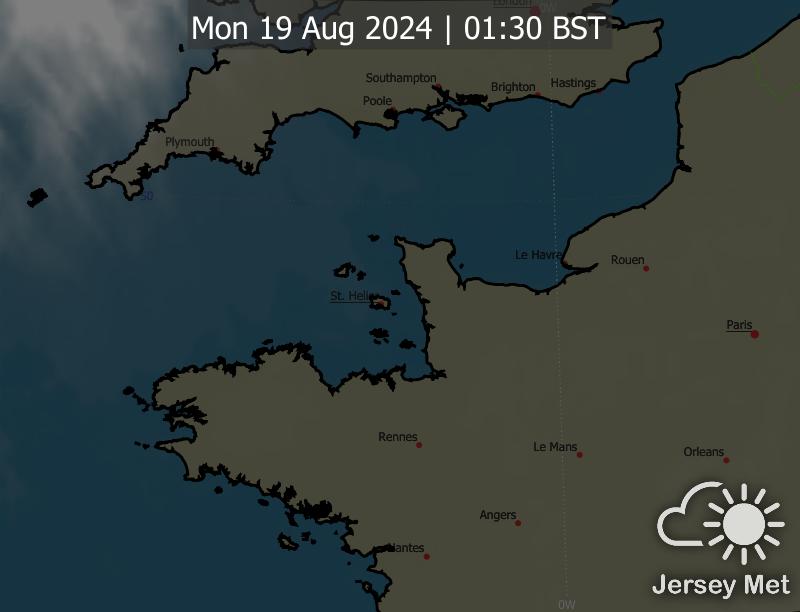 London
0W
Mon 19 Aug 2024 | 01:30 BST
Southampton
Brighton
Hastings
Poole
Plymouth
50
Le Havre
Rouen
St. Helier
Paris
Rennes
Le Mans
Orleans
Angers
Nantes
Jersey Met
0W